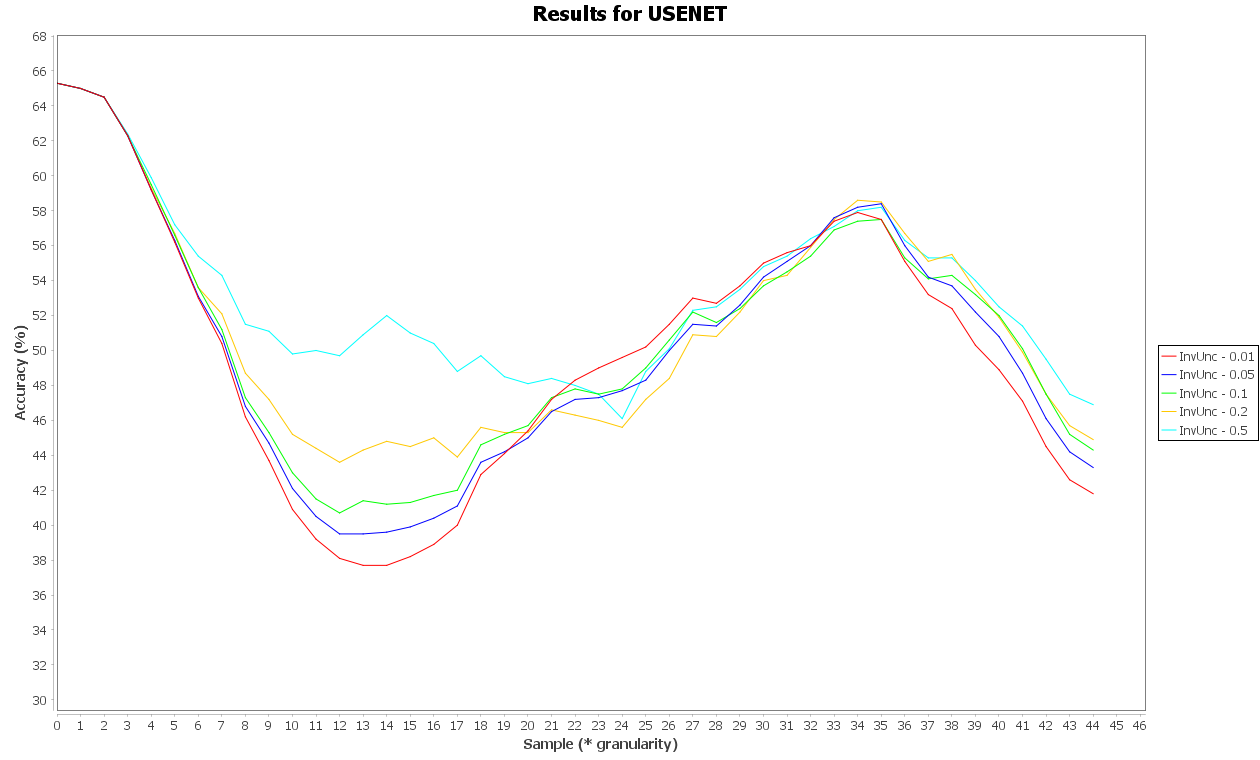 Results for USENET
68
66
64
62
60
58
56
54
52
50
48
46
44
42
40
38
36
34
32
30
Accuracy (%)
0 1 2 3 4 5 6 7 8 9 10 11 12 13 14 15 16 17 18 19 20 21 22 23 24 25 26 27 28 29 30 31 32 33 34 35 36 37 38 39 40 41 42 43 44 45 46
Sample (* granularity)
InvUnc - 0.01
InvUnc - 0.05
InvUnc - 0.1
InvUnc - 0.2
InvUnc - 0.5